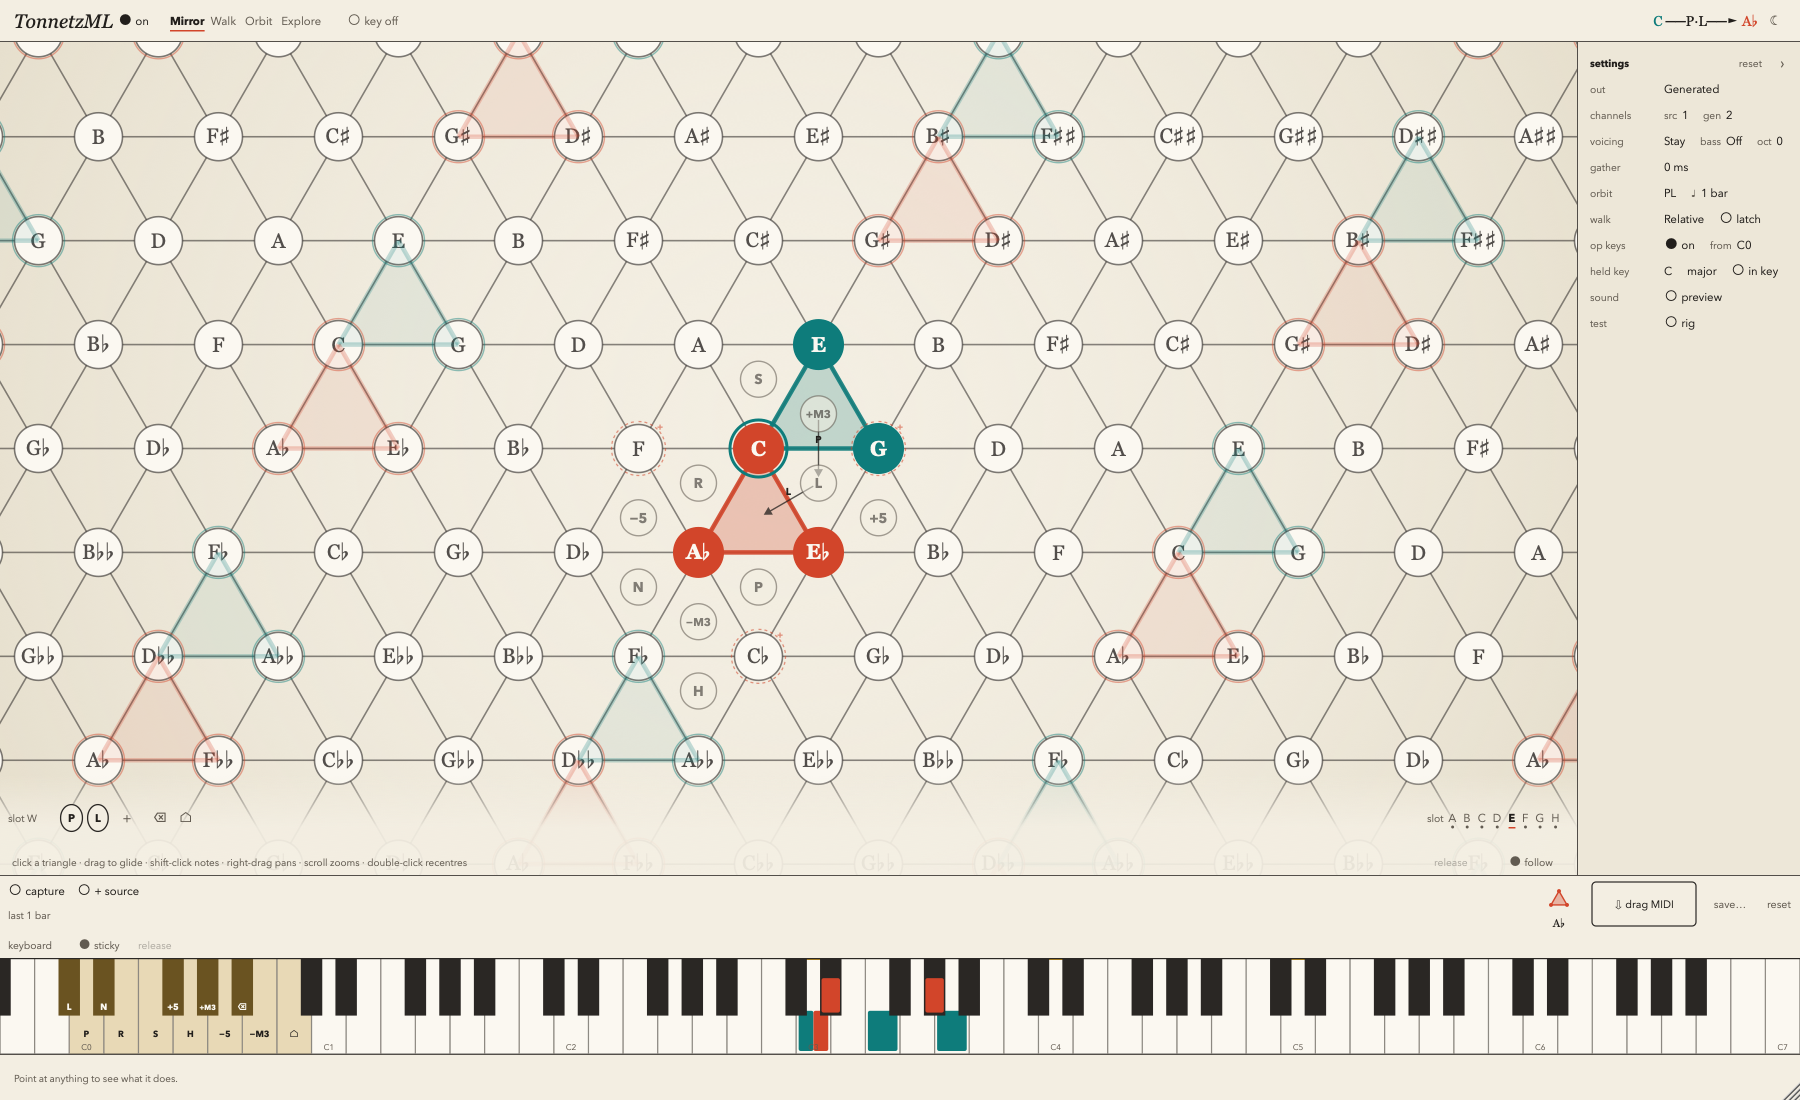 TonnetzML on Mirror Walk Orbit Explore key off C P·L A♭ ☾
settings reset ›
out Generated
channels src 1 gen 2
voicing Stay bass Off oct 0
gather 0 ms
orbit PL ♩ 1 bar
walk Relative latch
op keys on from C0
held key C major in key
sound preview
test rig
B F♯ C♯ G♯ D♯ A♯ E♯ B♯ F♯♯ C♯♯ G♯♯ D♯♯ A♯♯
G D A E B F♯ C♯ G♯ D♯ A♯ E♯ B♯ F♯♯
B♭ F C G D A E B F♯ C♯ G♯ D♯ A♯
S
+M3
P
G♭ D♭ A♭ E♭ B♭ F C G D A E B F♯
R L
L
−5 +5
B♭♭ F♭ C♭ G♭ D♭ A♭ E♭ B♭ F C G D A
N P
−M3
G♭♭ D♭♭ A♭♭ E♭♭ B♭♭ F♭ C♭ G♭ D♭ A♭ E♭ B♭ F
H
A♭ F♭♭ C♭♭ G♭♭ D♭♭ A♭♭ E♭♭ B♭♭ F♭ C♭ G♭ D♭ A♭
slot W P L + ⌫ slot A B C D E F G H
A♭ F♭♭ C♭♭ G♭♭ D♭♭ A♭♭ E♭♭ B♭♭ F♭
click a triangle · drag to glide · shift-click notes · right-drag pans · scroll zooms · double-click recentres release follow
capture + source
last 1 bar
A♭
⇩ drag MIDI save… reset
keyboard sticky release
L N +5 +M3 ⌫
P R S H −5 −M3
C0 C1 C2 C4 C5 C6 C7
Point at anything to see what it does.